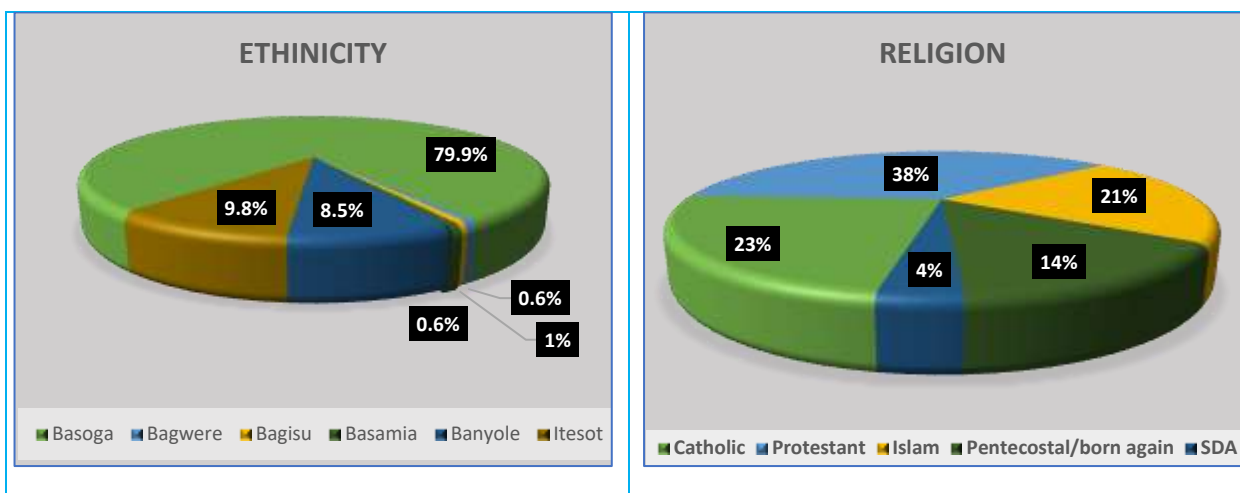 ETHINICITY
79.9%
9.8%
8.5%
0.6%
0.6%
1%
Basoga Bagwere Bagisu Basamia Banyole Itesot
RELIGION
38%
21%
23%
4%
14%
Catholic Protestant Islam Pentecostal/born again SDA